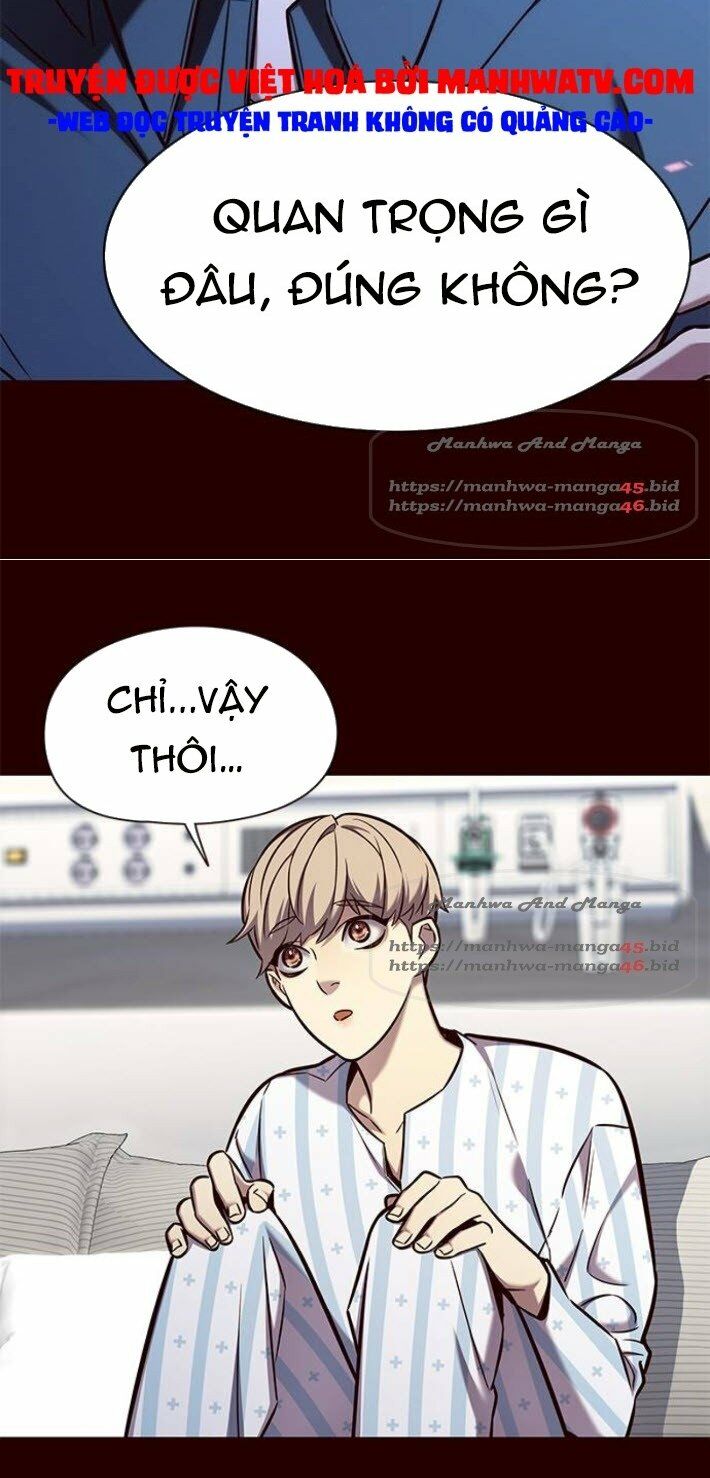 TRUYỆN ĐƯỢC VIỆT HOÁ BỞI MANHWATV.COM
-WEB ĐỌC TRUYỆN TRANH KHÔNG CÓ QUẢNG CÁO-
QUAN TRỌNG GÌ
ĐÂU, ĐÚNG KHÔNG?
Manhwa And Manga
https://manhwa-manga45.bid
https://manhwa-manga46.bid
CHỈ...VẬY
THÔI...
Manhwa And Manga
https://manhwa-manga45.bid
https://manhwa-manga46.bid